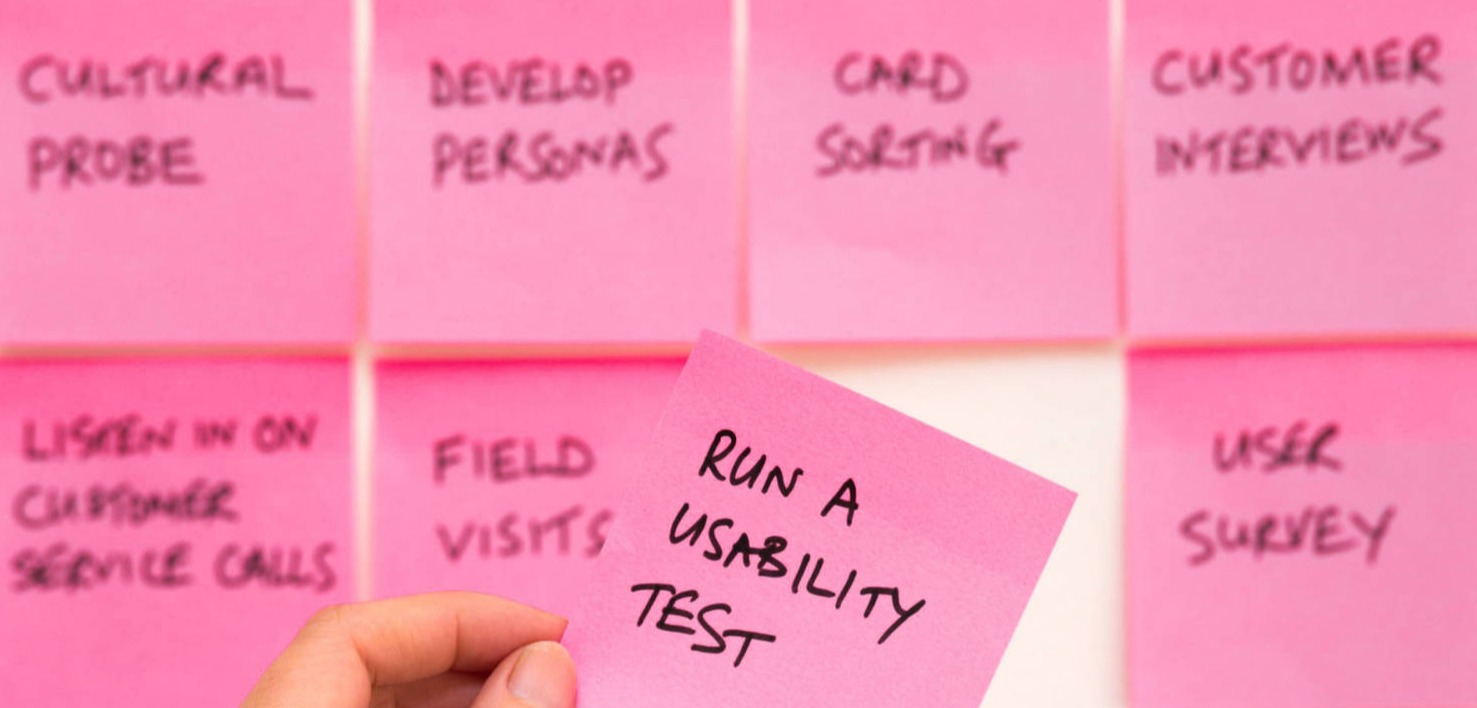 CULTURAL
PROBE
DEVELOP
PERSONAS
CARD
SORTING
CUSTOMER
INTERVIEWS
LISTEN IN ON
CUSTOMER
SERVICE CALLS
FIELD
VISITS
RUN A
USABILITY
TEST
USER
SURVEY